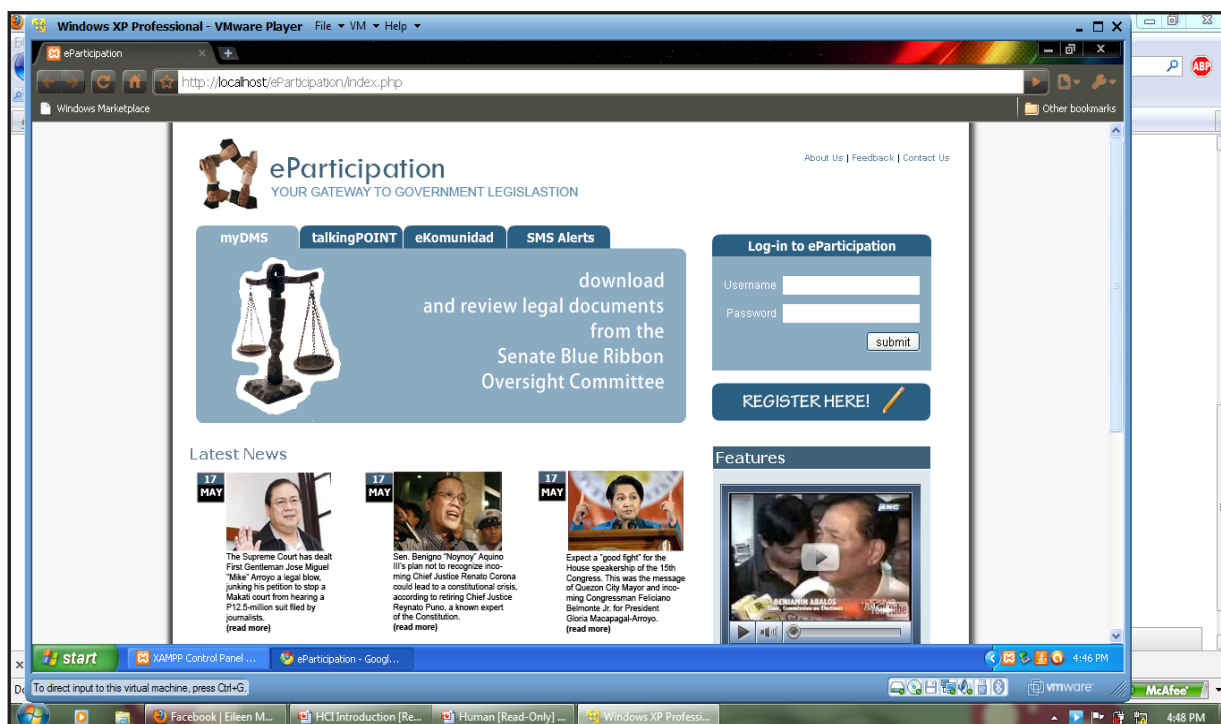 Windows XP Professional - VMware Player File VM Help
eParticipation
http://localhost/eParticipation/index.php
ABP
Windows Marketplace
Other bookmarks
eParticipation
YOUR GATEWAY TO GOVERNMENT LEGISLASTION
About Us | Feedback | Contact Us
myDMS talkingPOINT eKomunidad SMS Alerts
download
and review legal documents
from the
Senate Blue Ribbon
Oversight Committee
Log-in to eParticipation
Username
Password
submit
REGISTER HERE!
Latest News
17
MAY
The Supreme Court has dealt
First Gentleman Jose Miguel
"Mike" Arroyo a legal blow,
junking his petition to stop a
Makati court from hearing a
P12.5-million suit filed by
journalists.
(read more)
17
MAY
Sen. Benigno "Noynoy" Aquino
III's plan not to recognize inco-
ming Chief Justice Renato Corona
could lead to a constitutional crisis,
according to retiring Chief Justice
Reynato Puno, a known expert
of the Constitution.
(read more)
17
MAY
Expect a "good fight" for the
House speakership of the 15th
Congress. This was the message
of Quezon City Mayor and inco-
ming Congressman Feliciano
Belmonte Jr. for President
Gloria Macapagal-Arroyo.
(read more)
Features
ANC
BENJAMIN ABALOS
start
XAMPP Control Panel ...
eParticipation - Googl...
4:46 PM
To direct input to this virtual machine, press Ctrl+G.
vmware
McAfee
Facebook | Eileen M...
HCI Introduction [Re...
Human [Read-Only] ...
Windows XP Professi...
4:48 PM